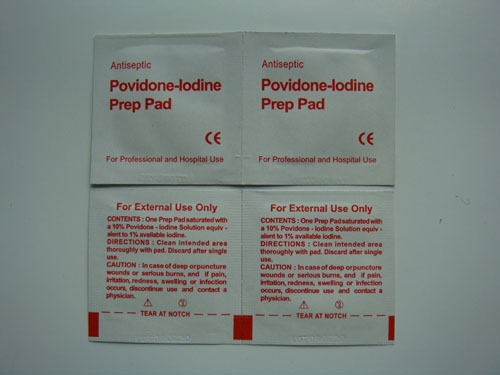 Antiseptic
Povidone-Iodine
Prep Pad
CE
For Professional and Hospital Use
Antiseptic
Povidone-Iodine
Prep Pad
CE
For Professional and Hospital Use
For External Use Only
CONTENTS : One Prep Pad saturated with
a 10% Povidone - Iodine Solution equiv -
alent to 1% available iodine.
DIRECTIONS : Clean intended area
thoroughly with pad. Discard after single
use.
CAUTION : In case of deep or puncture
wounds or serious burns, and if pain,
irritation, redness, swelling or infection
occurs, discontinue use and contact a
physician.
TEAR AT NOTCH
For External Use Only
CONTENTS : One Prep Pad saturated with
a 10% Povidone - Iodine Solution equiv -
alent to 1% available iodine.
DIRECTIONS : Clean intended area
thoroughly with pad. Discard after single
use.
CAUTION : In case of deep or puncture
wounds or serious burns, and if pain,
irritation, redness, swelling or infection
occurs, discontinue use and contact a
physician.
TEAR AT NOTCH